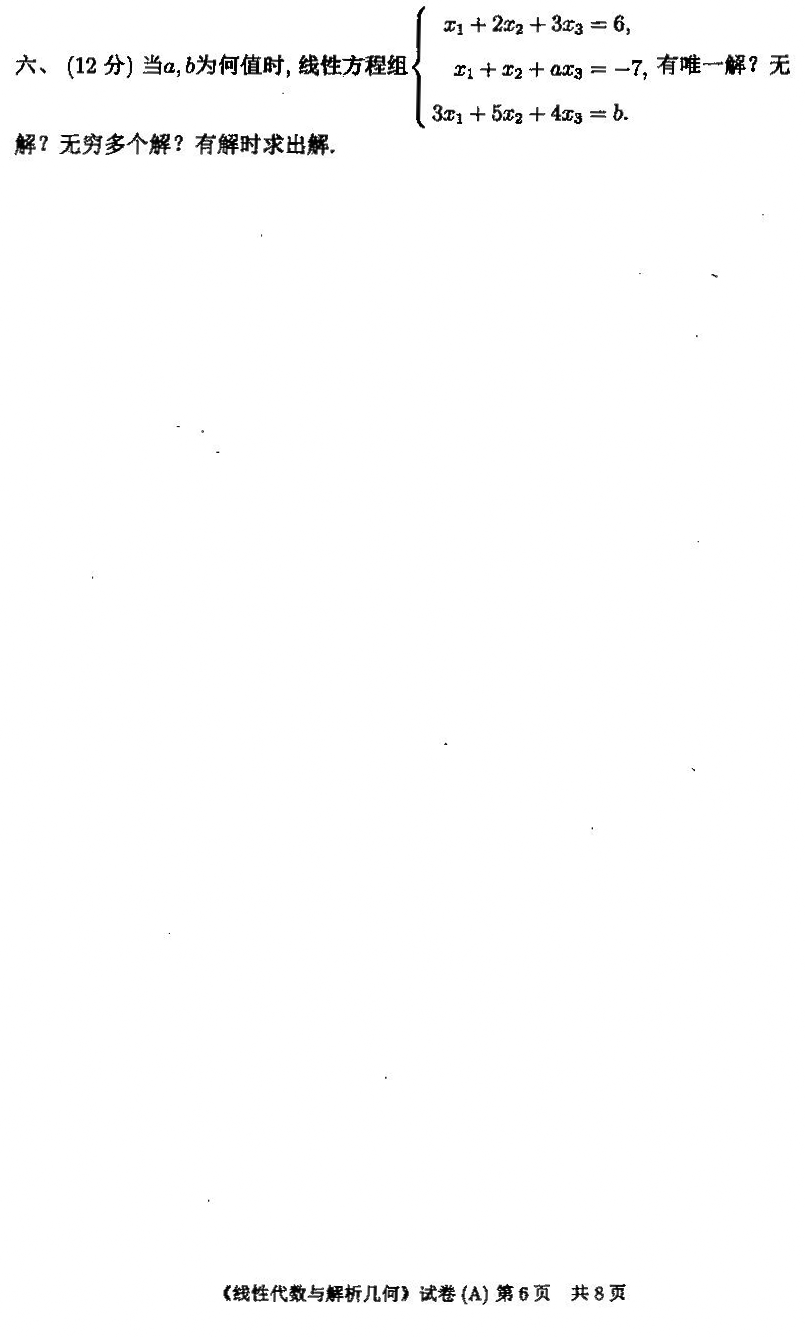 x₁ + 2x₂ + 3x₃ = 6,
六、 (12 分) 当a, b为何值时, 线性方程组{ x₁ + x₂ + ax₃ = −7, 有唯一解? 无
3x₁ + 5x₂ + 4x₃ = b.
解? 无穷多个解? 有解时求出解.
《线性代数与解析几何》试卷 (A) 第 6 页 共 8 页